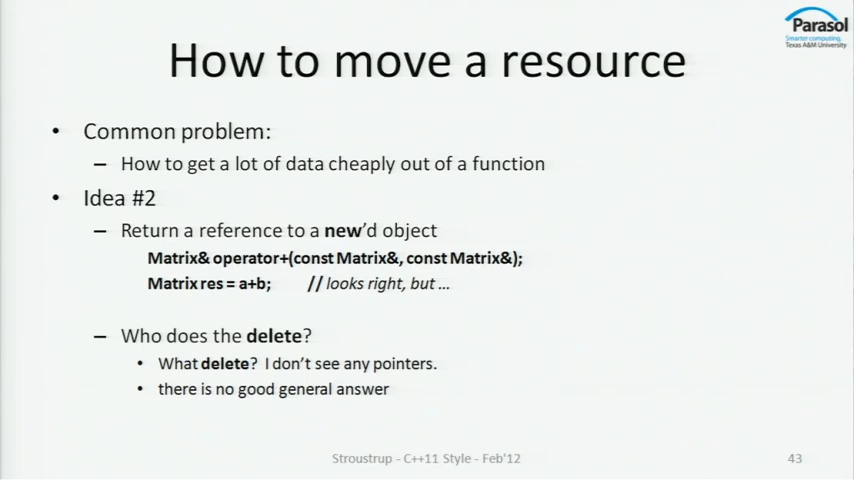 Parasol
Smarter computing.
Texas A&M University
How to move a resource
• Common problem:
– How to get a lot of data cheaply out of a function
• Idea #2
– Return a reference to a new'd object
Matrix& operator+(const Matrix&, const Matrix&);
Matrix res = a+b; // looks right, but …
– Who does the delete?
• What delete? I don't see any pointers.
• there is no good general answer
Stroustrup - C++11 Style - Feb'12
43